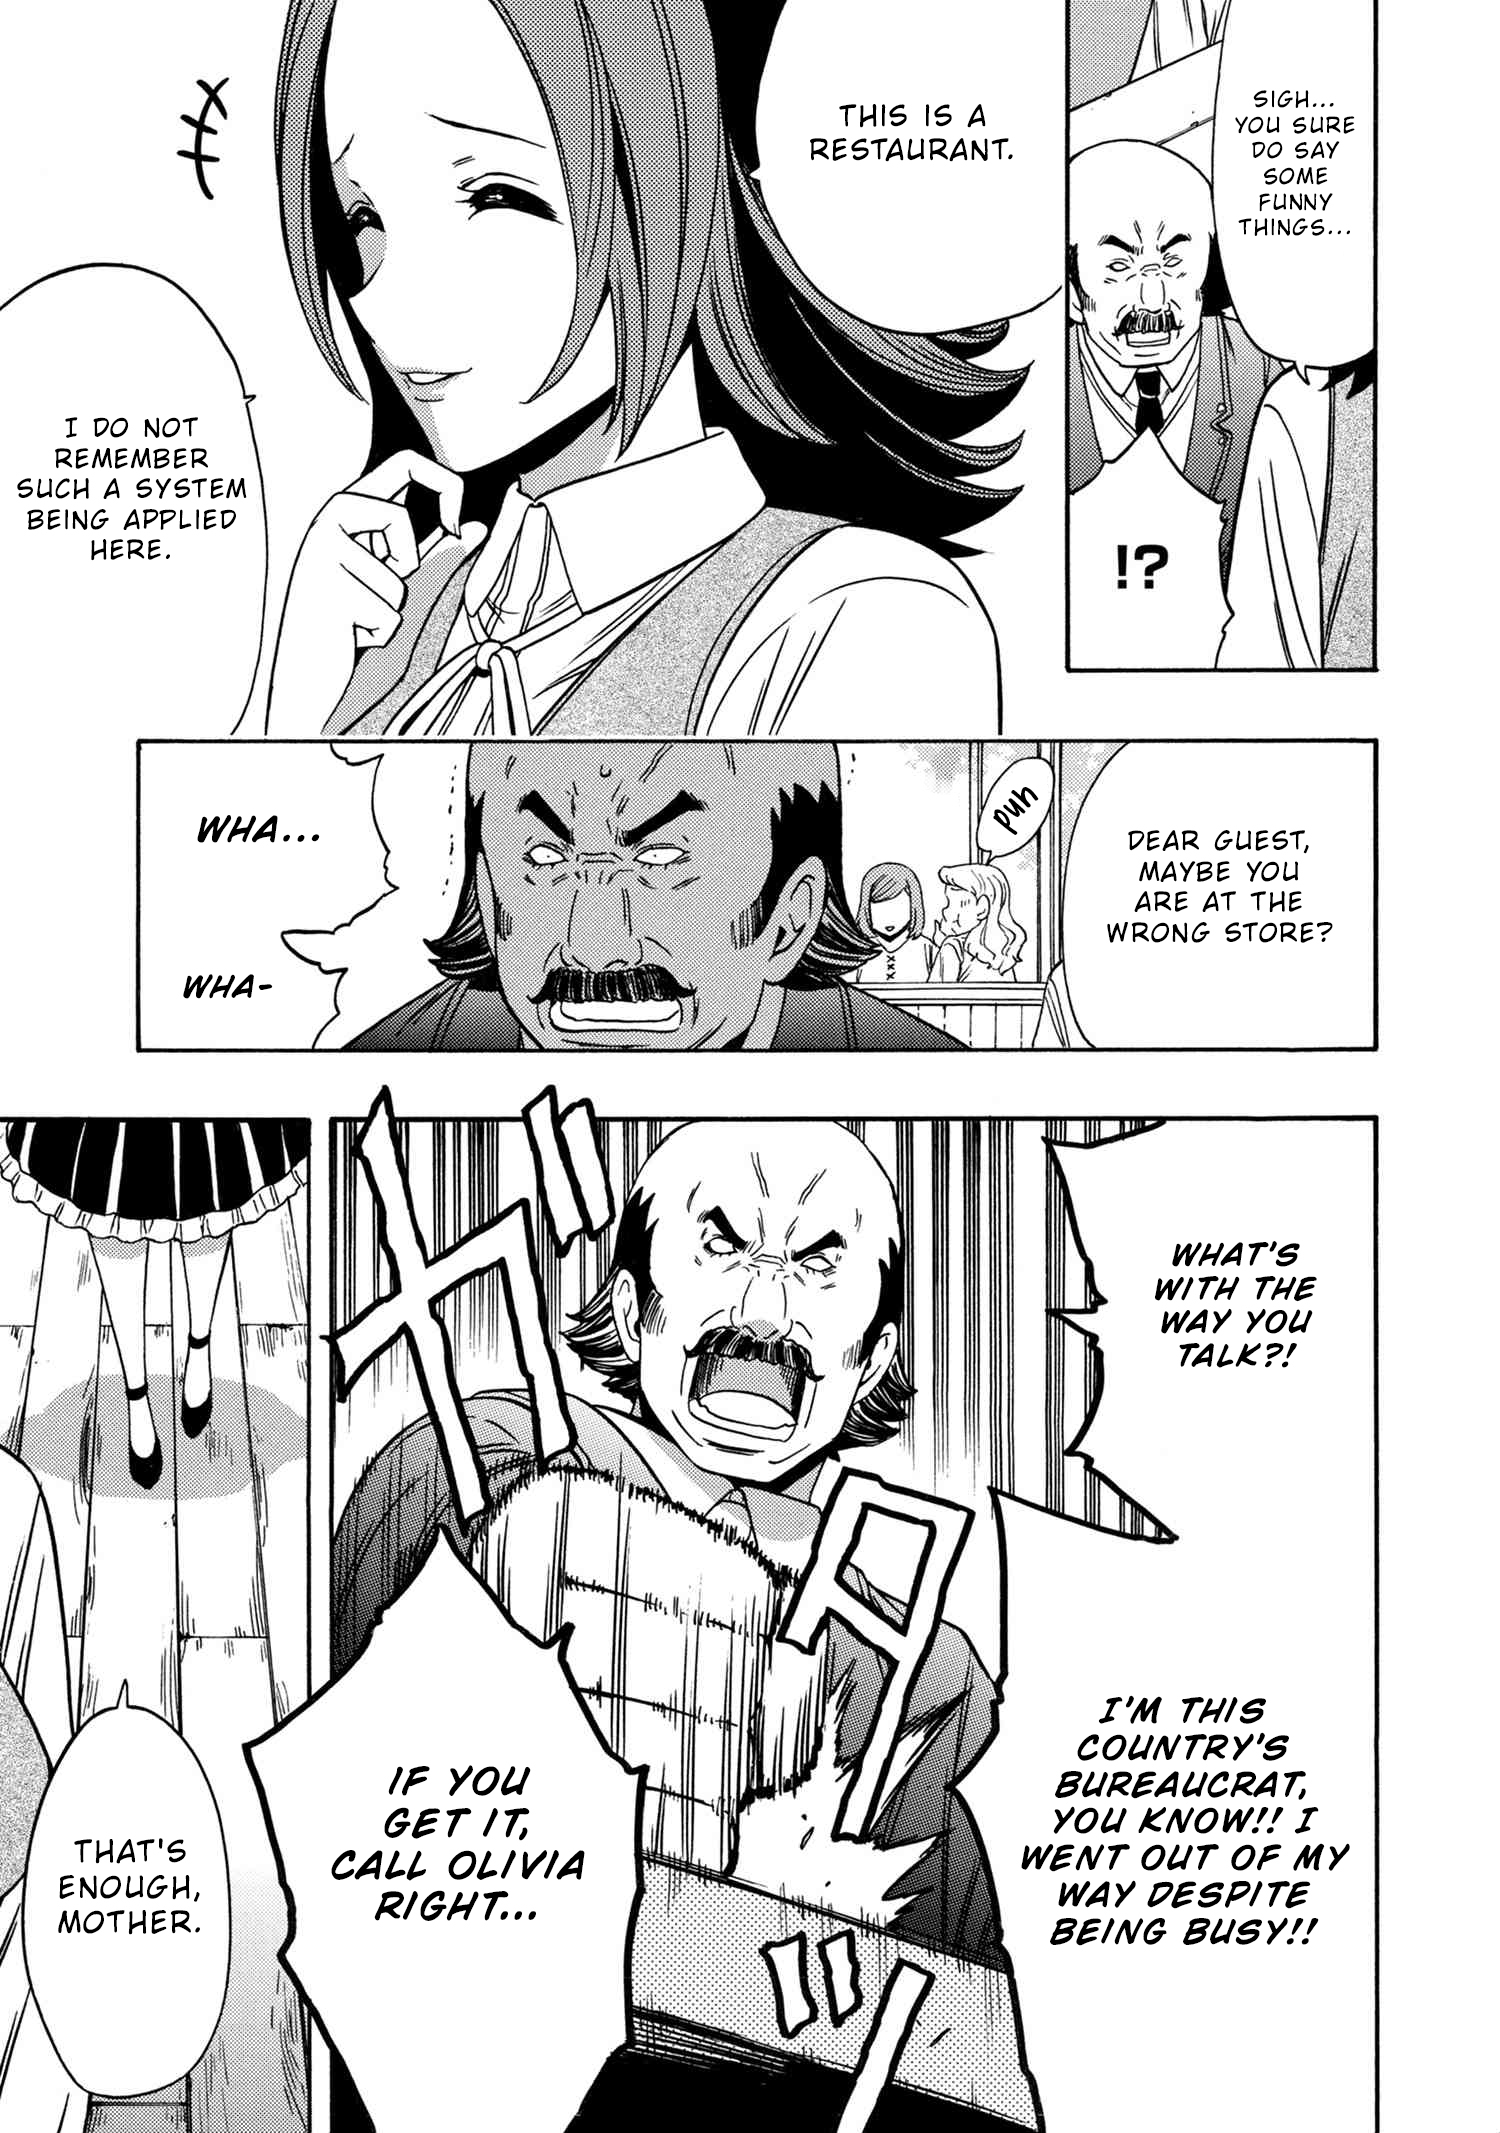 SIGH...
YOU SURE
DO SAY
SOME
FUNNY
THINGS...
!?
THIS IS A
RESTAURANT.
I DO NOT
REMEMBER
SUCH A SYSTEM
BEING APPLIED
HERE.
DEAR GUEST,
MAYBE YOU
ARE AT THE
WRONG STORE?
puh
WHA...
WHA-
WHAT'S
WITH THE
WAY YOU
TALK?!
I'M THIS
COUNTRY'S
BUREAUCRAT,
YOU KNOW!! I
WENT OUT OF MY
WAY DESPITE
BEING BUSY!!
ガタッ
IF YOU
GET IT,
CALL OLIVIA
RIGHT...
THAT'S
ENOUGH,
MOTHER.